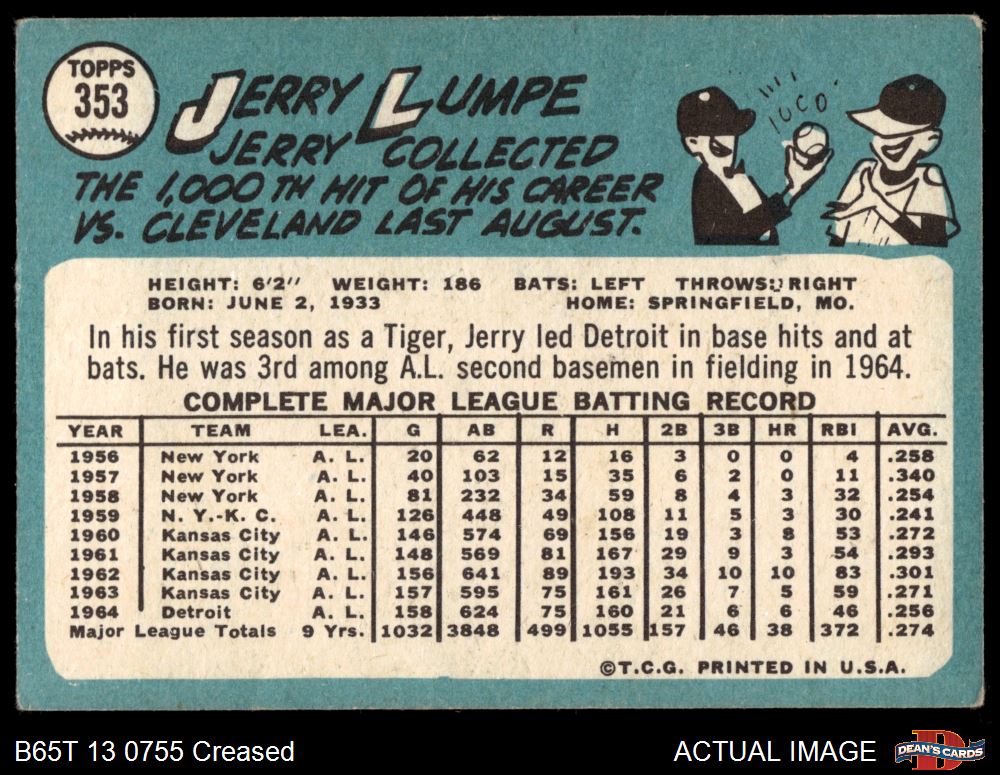 TOPPS
353
JERRY LUMPE
JERRY COLLECTED
THE 1,000 TH HIT OF HIS CAREER
VS. CLEVELAND LAST AUGUST.
1000
HEIGHT: 6'2" WEIGHT: 186 BATS: LEFT THROWS: RIGHT
BORN: JUNE 2, 1933 HOME: SPRINGFIELD, MO.
In his first season as a Tiger, Jerry led Detroit in base hits and at
bats. He was 3rd among A.L. second basemen in fielding in 1964.
COMPLETE MAJOR LEAGUE BATTING RECORD
YEAR TEAM LEA. G AB R H 2B 3B HR RBI AVG.
1956 New York A. L. 20 62 12 16 3 0 0 4 .258
1957 New York A. L. 40 103 15 35 6 2 0 11 .340
1958 New York A. L. 81 232 34 59 8 4 3 32 .254
1959 N. Y.-K. C. A. L. 126 448 49 108 11 5 3 30 .241
1960 Kansas City A. L. 146 574 69 156 19 3 8 53 .272
1961 Kansas City A. L. 148 569 81 167 29 9 3 54 .293
1962 Kansas City A. L. 156 641 89 193 34 10 10 83 .301
1963 Kansas City A. L. 157 595 75 161 26 7 5 59 .271
1964 Detroit A. L. 158 624 75 160 21 6 6 46 .256
Major League Totals 9 Yrs. 1032 3848 499 1055 157 46 38 372 .274
©T.C.G. PRINTED IN U.S.A.
B65T 13 0755 Creased
ACTUAL IMAGE
D
DEAN'S CARDS